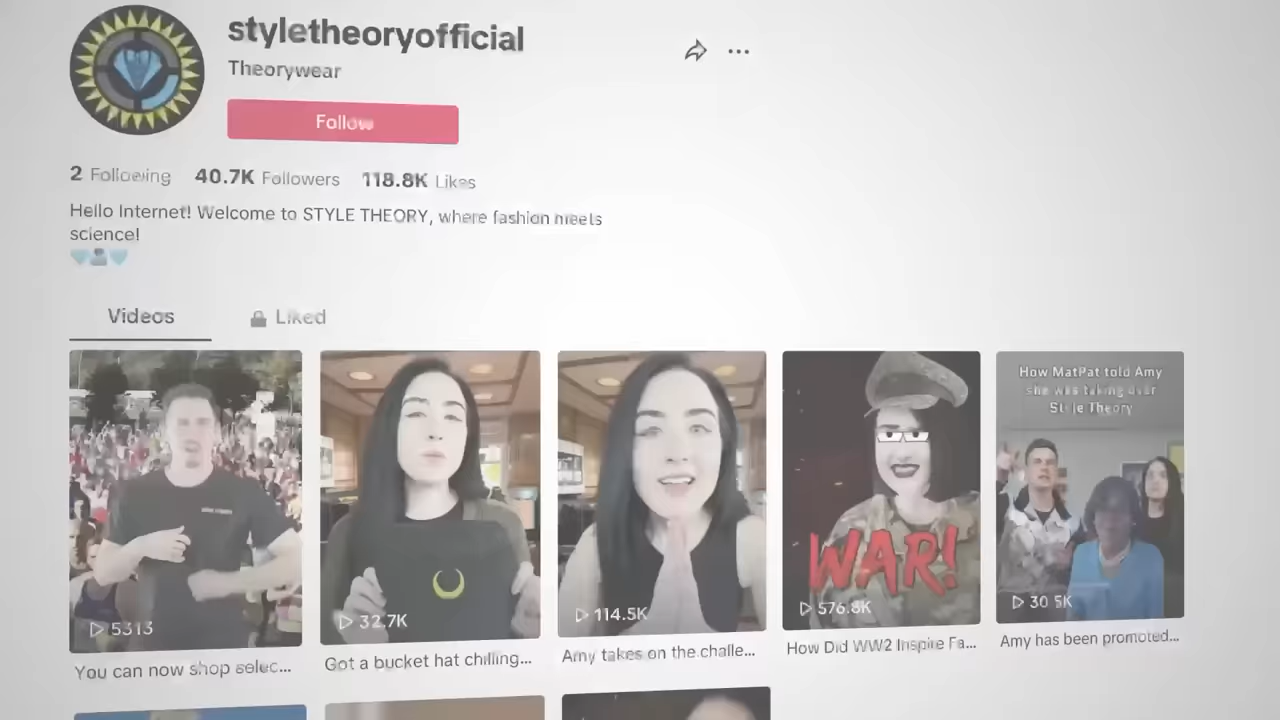 styletheoryofficial
Theorywear
Follow
2 Following 40.7K Followers 118.8K Likes
Hello Internet! Welcome to STYLE THEORY, where fashion meets
science!
Videos Liked
How MatPat told Amy
she was taking over
Style Theory
WAR!
5313
32.7K
114.5K
576.8K
30.5K
You can now shop selec...
Got a bucket hat chilling...
Amy takes on the challe...
How Did WW2 Inspire Fa...
Amy has been promoted...